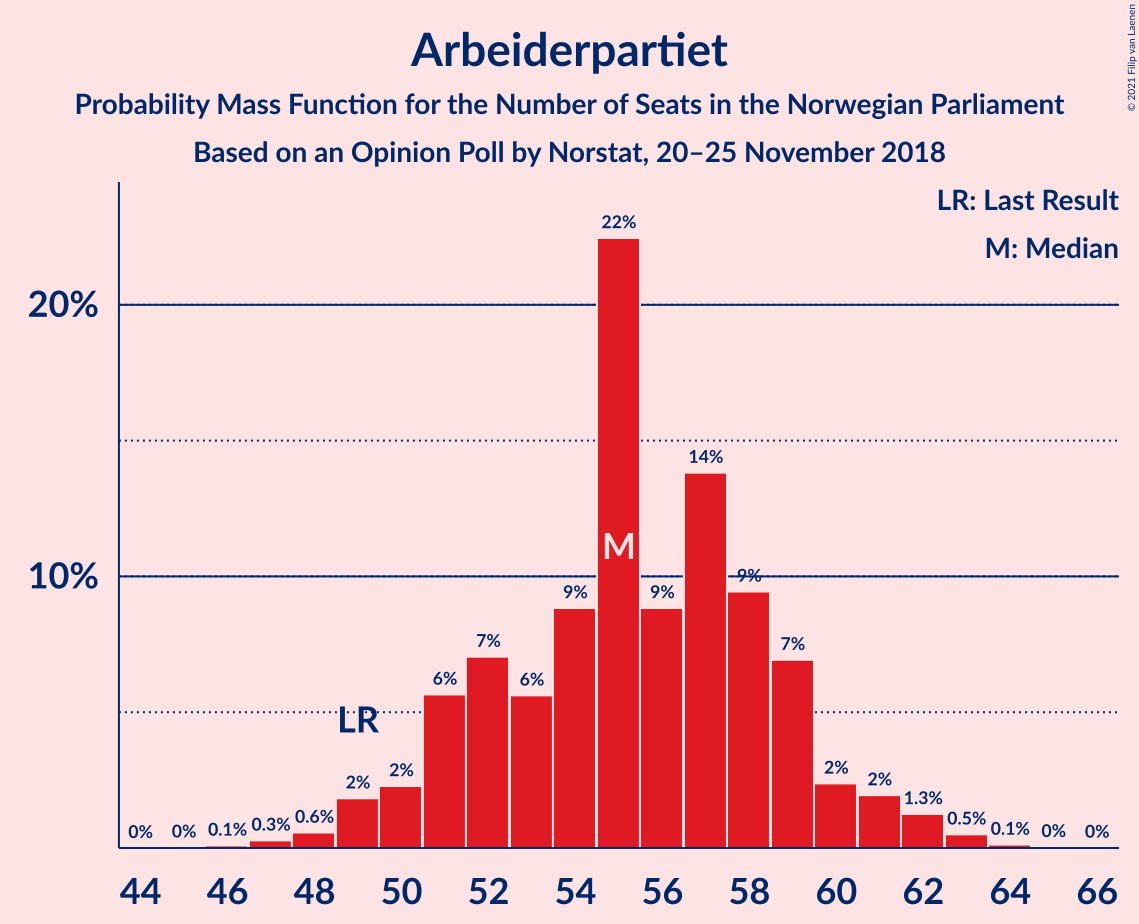 Arbeiderpartiet
Probability Mass Function for the Number of Seats in the Norwegian Parliament
Based on an Opinion Poll by Norstat, 20–25 November 2018
© 2021 Filip van Laenen
LR: Last Result
M: Median
20%
10%
0%
0%
0.1%
0.3%
0.6%
2%
2%
6%
7%
6%
9%
22%
9%
14%
9%
7%
2%
2%
1.3%
0.5%
0.1%
0%
0%
LR
M
44 46 48 50 52 54 56 58 60 62 64 66